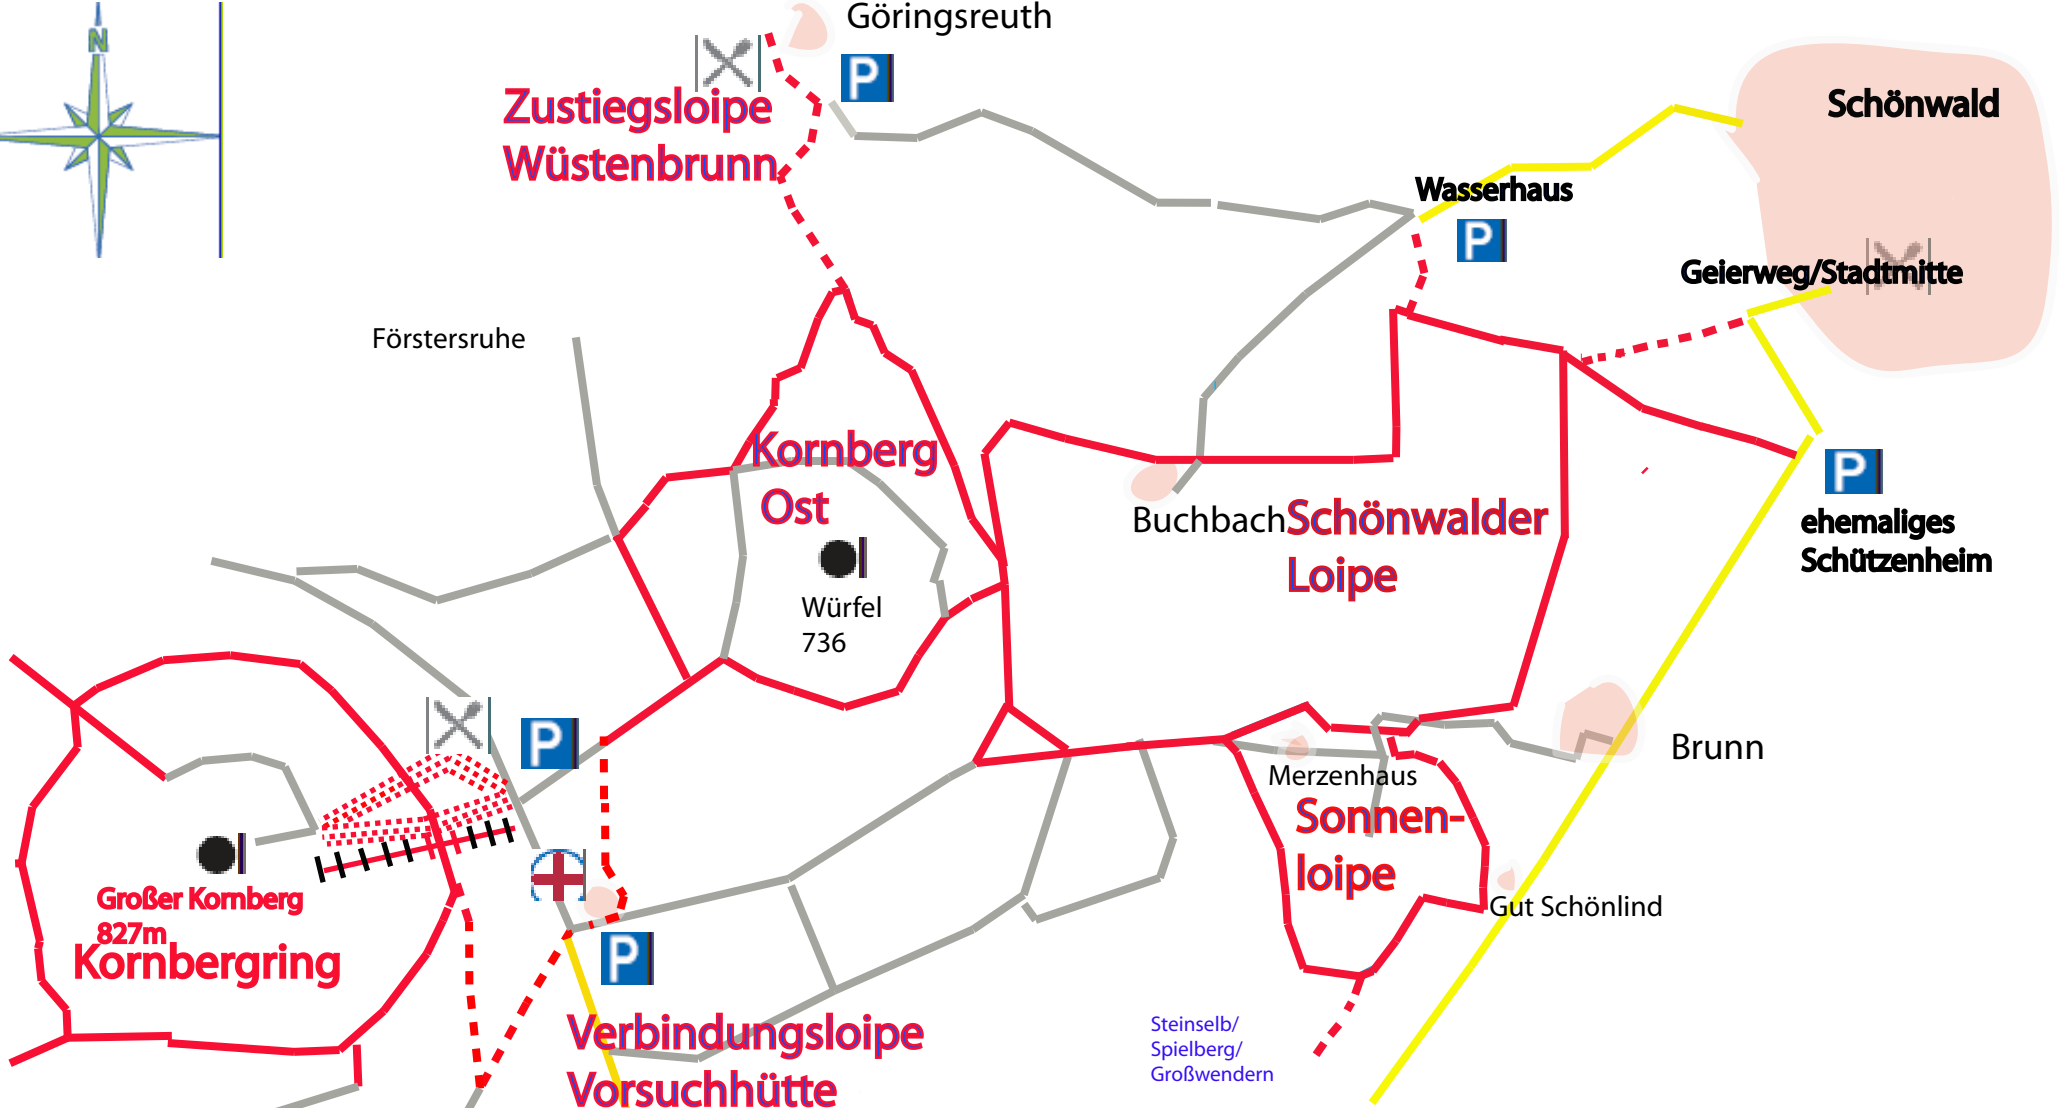 N
Göringsreuth
P
Zustiegsloipe
Wüstenbrunn
Schönwald
Wasserhaus
P
Geierweg/Stadtmitte
Förstersruhe
Kornberg
Ost
Würfel
736
Buchbach
Schönwalder
Loipe
P
ehemaliges
Schützenheim
P
Brunn
Merzenhaus
Sonnen-
loipe
Gut Schönlind
Großer Kornberg
827m
Kornbergring
P
Verbindungsloipe
Vorsuchhütte
Steinselb/
Spielberg/
Großwendern